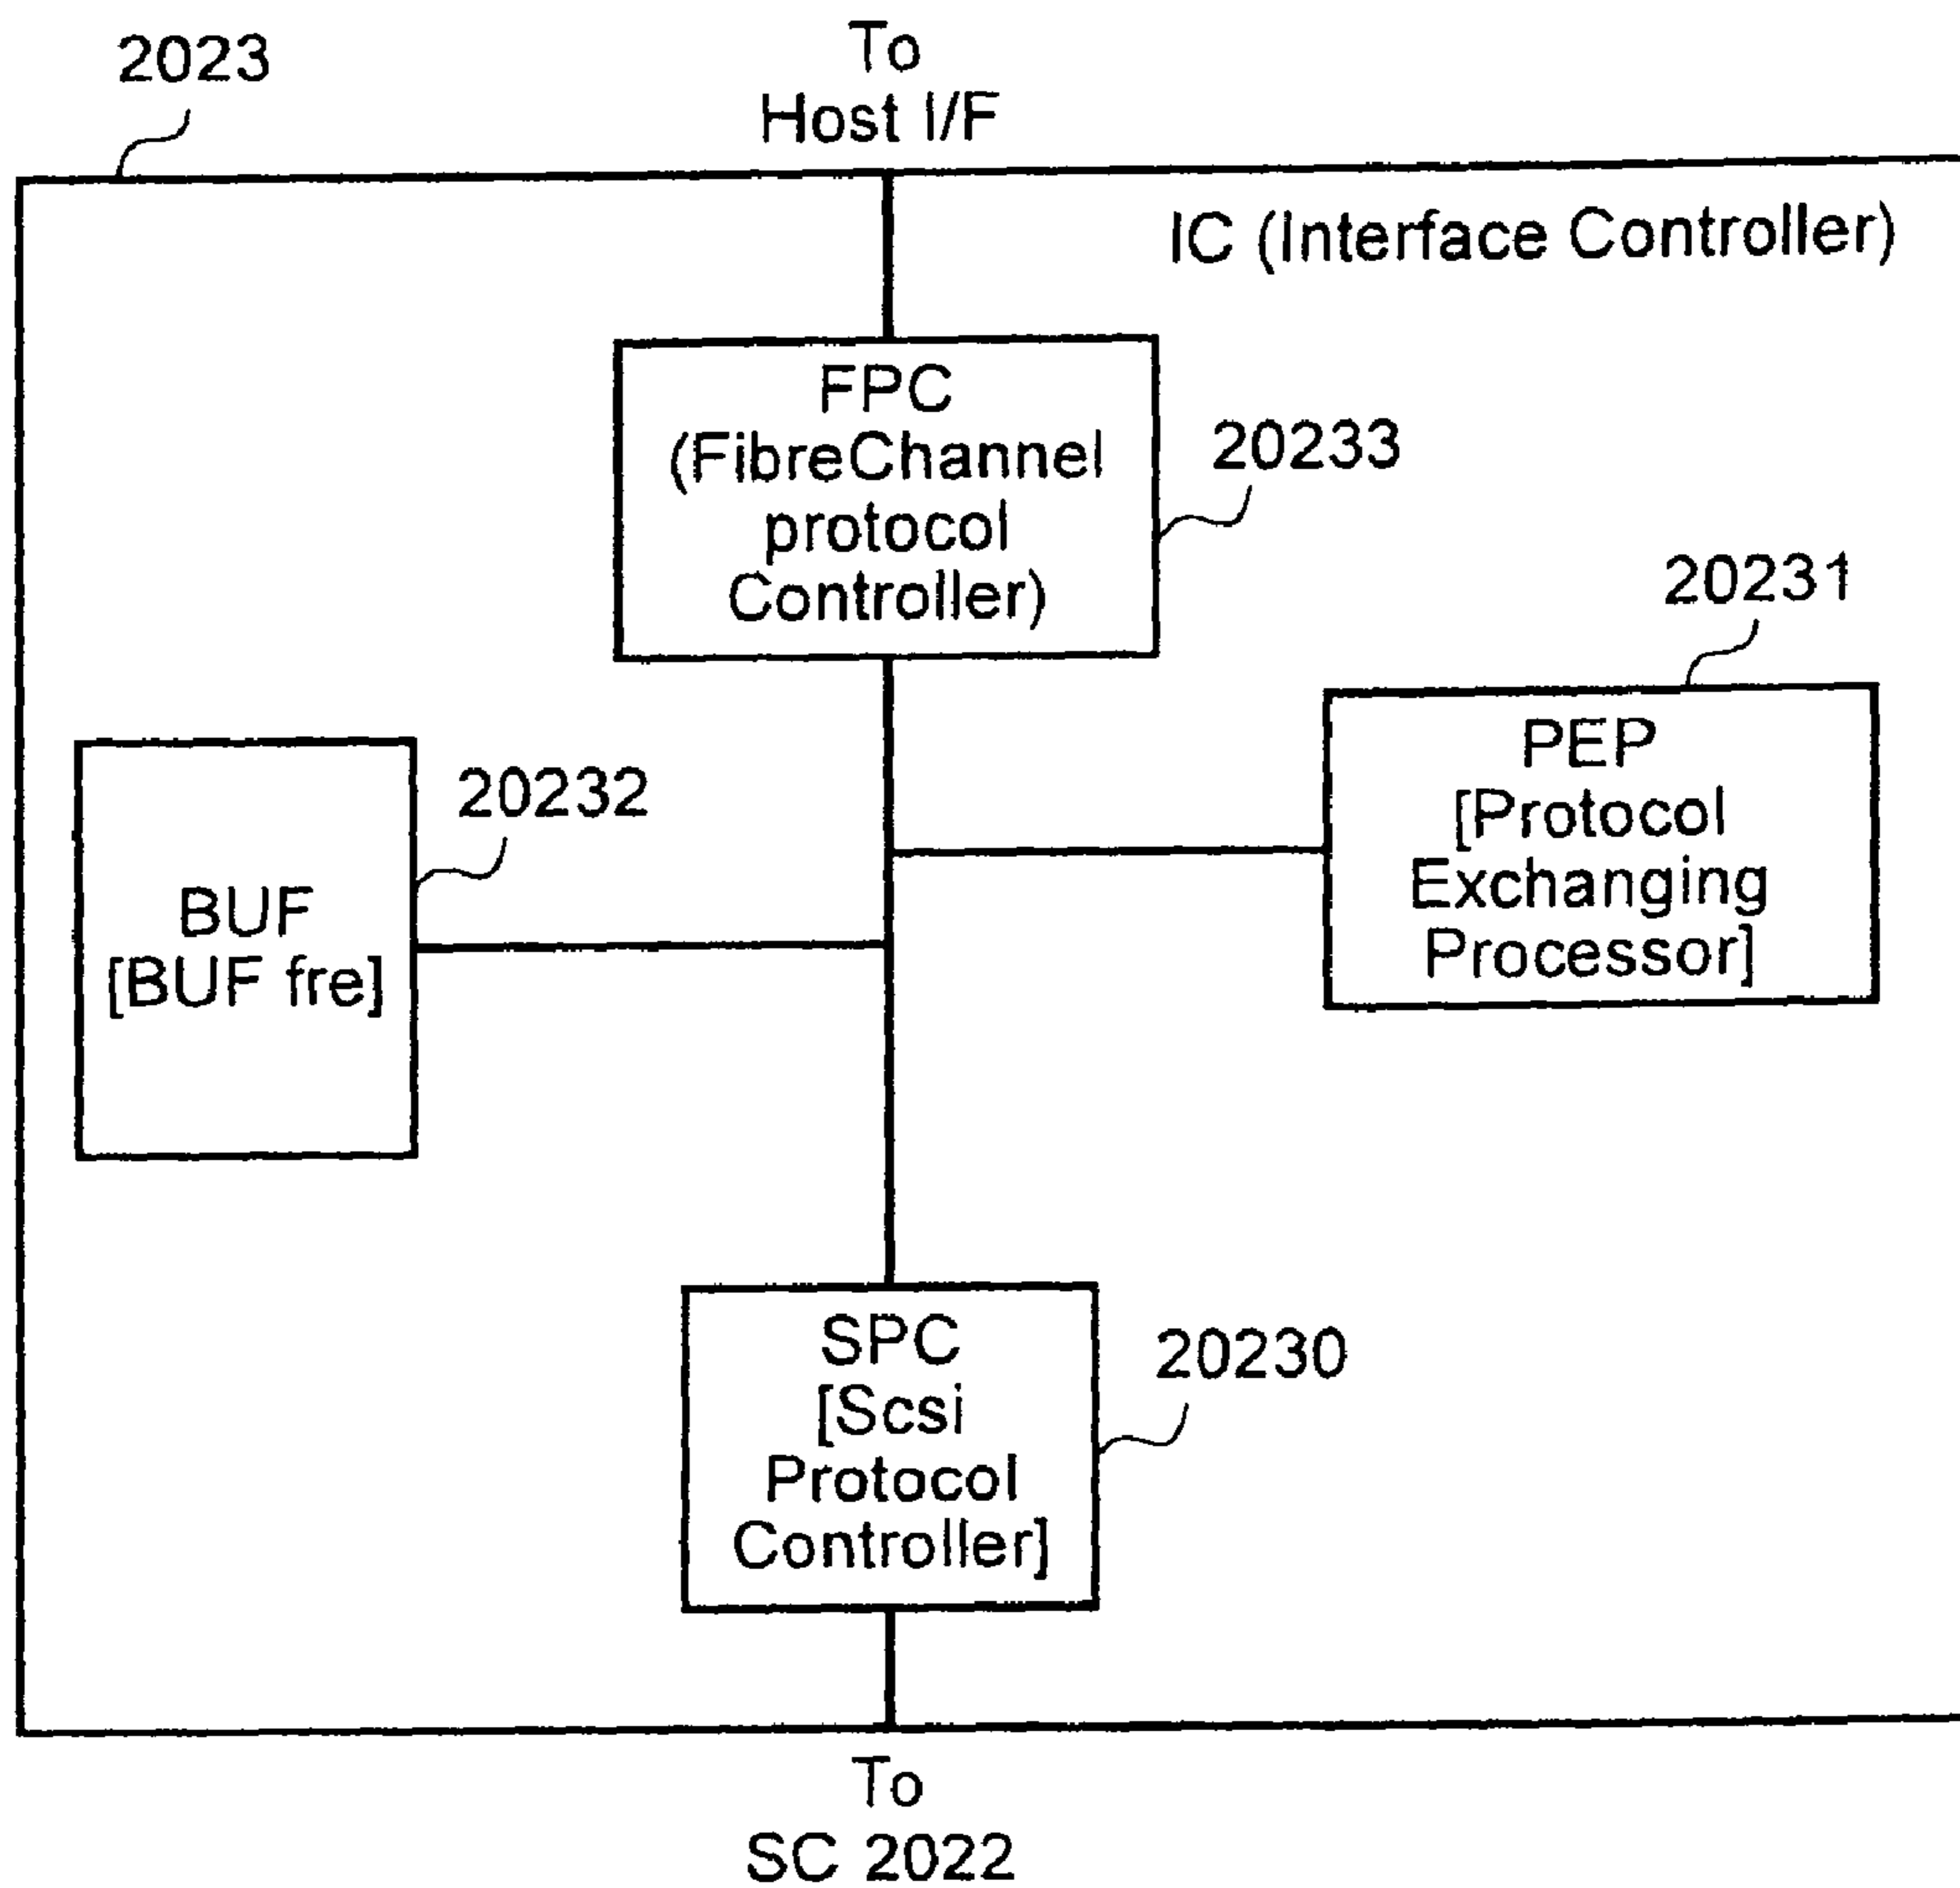 2023
To
Host I/F
IC (Interface Controller)
FPC
(FibreChannel
protocol
Controller)
20233
20231
PEP
[Protocol
Exchanging
Processor]
20232
BUF
[BUF fre]
SPC
[Scsi
Protocol
Controller]
20230
To
SC 2022